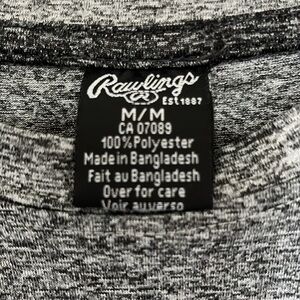 Rawlings
Est 1887
M/M
CA 07089
100% Polyester
Made in Bangladesh
Fait au Bangladesh
Over for care
Voir au verso